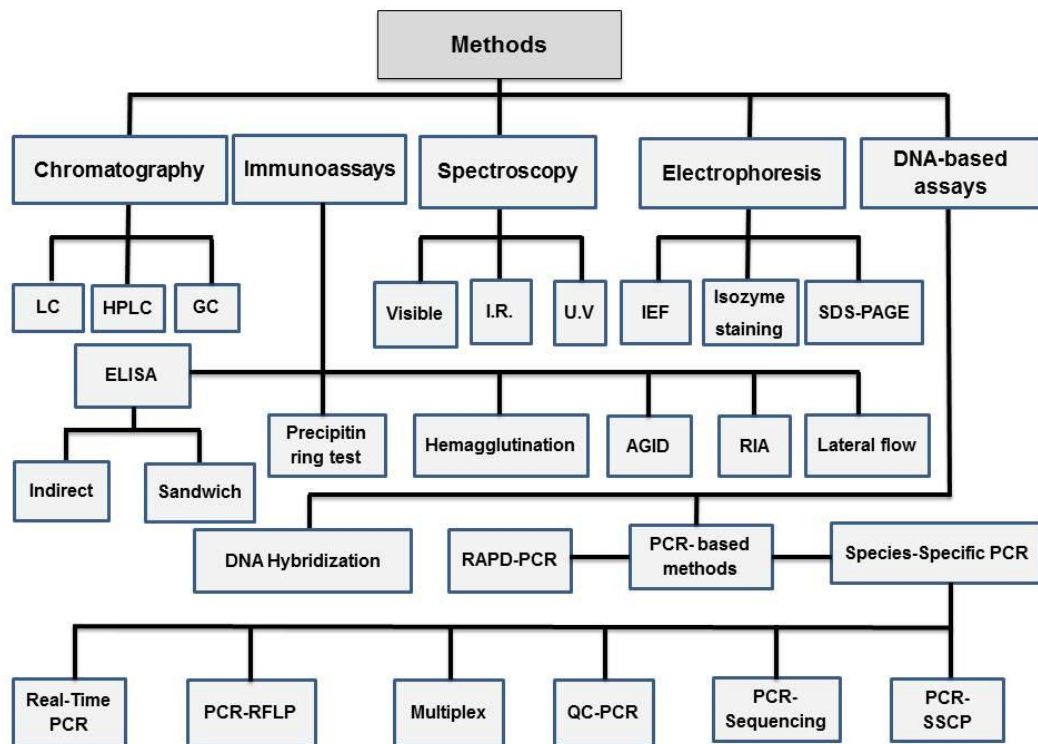 Methods
Chromatography
Immunoassays
Spectroscopy
Electrophoresis
DNA-based
assays
LC
HPLC
GC
Visible
I.R.
U.V
IEF
Isozyme
staining
SDS-PAGE
ELISA
Precipitin
ring test
Hemagglutination
AGID
RIA
Lateral flow
Indirect
Sandwich
DNA Hybridization
RAPD-PCR
PCR- based
methods
Species-Specific PCR
Real-Time
PCR
PCR-RFLP
Multiplex
QC-PCR
PCR-
Sequencing
PCR-
SSCP